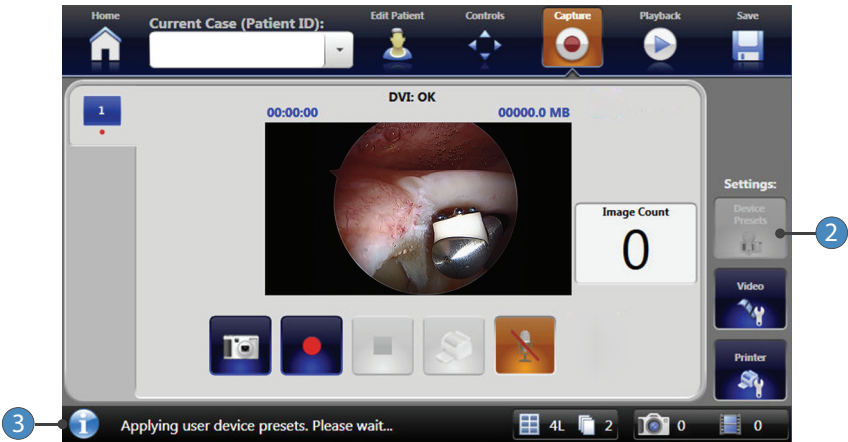 Home
Current Case (Patient ID):
Edit Patient
Controls
Capture
Playback
Save
1
DVI: OK
00:00:00
00000.0 MB
Image Count
0
Settings:
Device
Presets
2
Video
Printer
3
i
Applying user device presets. Please wait...
4L
2
0
0